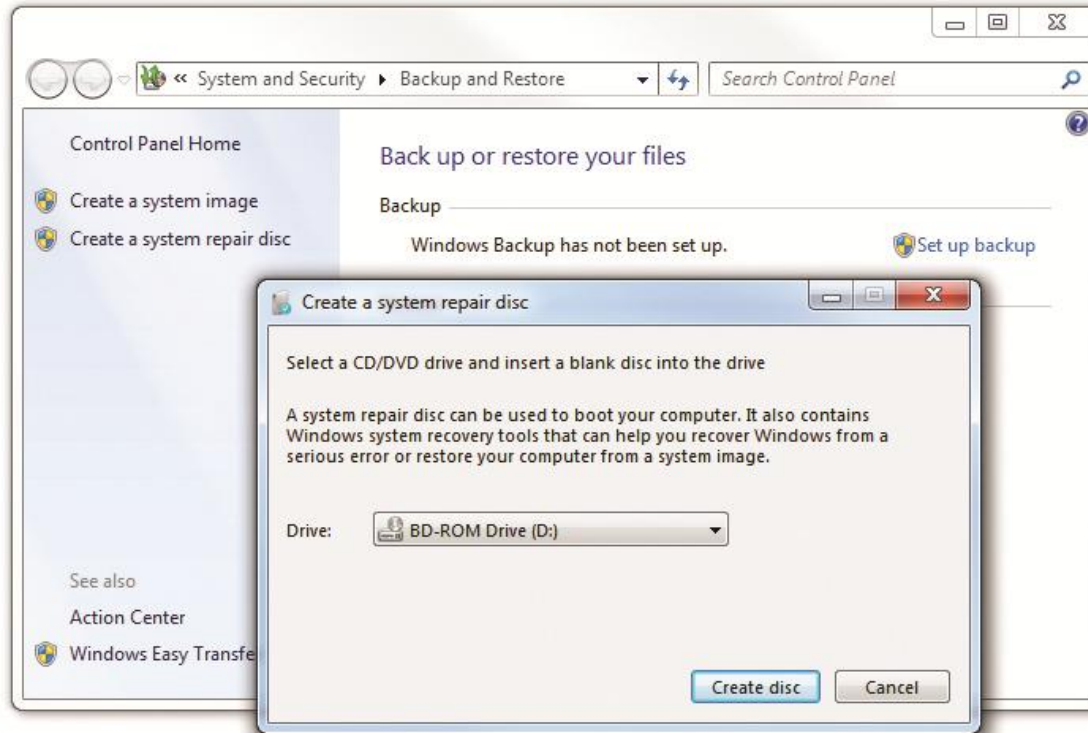 « System and Security ▸ Backup and Restore
Search Control Panel
Control Panel Home
Create a system image
Create a system repair disc
Back up or restore your files
Backup
Windows Backup has not been set up.
Set up backup
Create a system repair disc
Select a CD/DVD drive and insert a blank disc into the drive
A system repair disc can be used to boot your computer. It also contains
Windows system recovery tools that can help you recover Windows from a
serious error or restore your computer from a system image.
Drive: BD-ROM Drive (D:)
Create disc
Cancel
See also
Action Center
Windows Easy Transfe